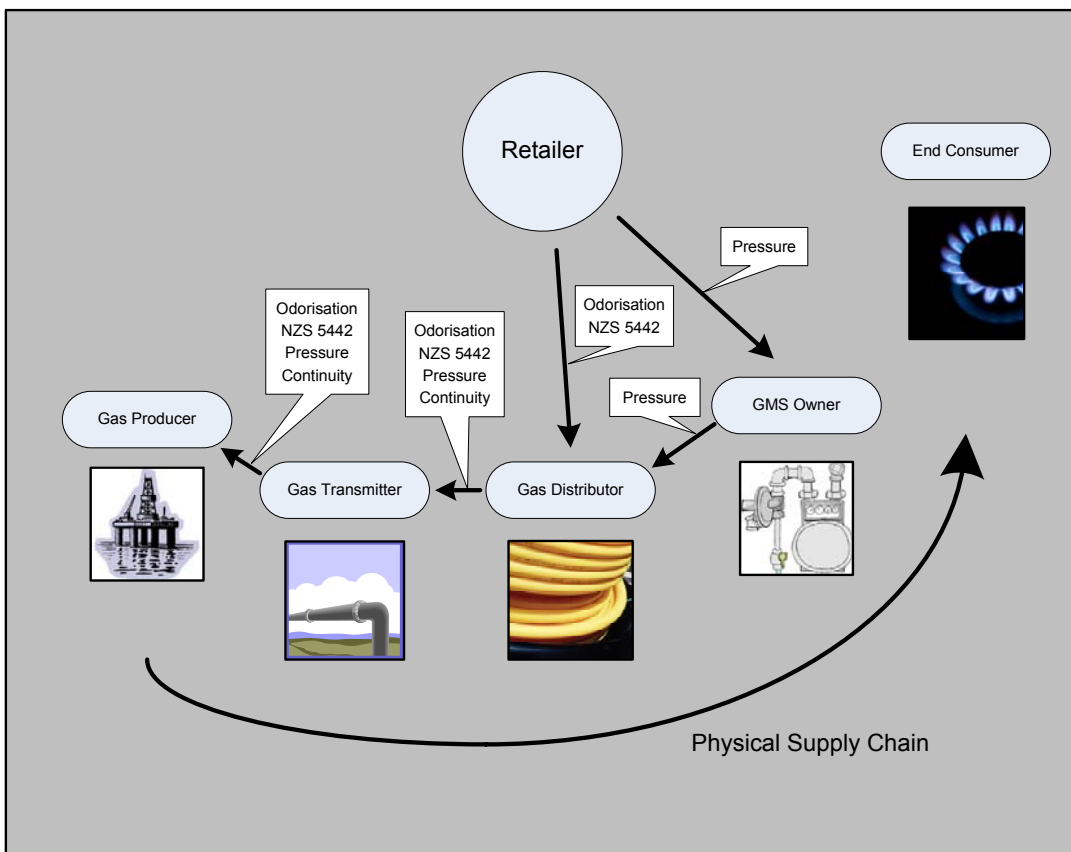 Retailer
End Consumer
Pressure
Odorisation
NZS 5442
Pressure
Continuity
Odorisation
NZS 5442
Pressure
Continuity
Odorisation
NZS 5442
Pressure
Gas Producer
GMS Owner
Gas Transmitter
Gas Distributor
Physical Supply Chain